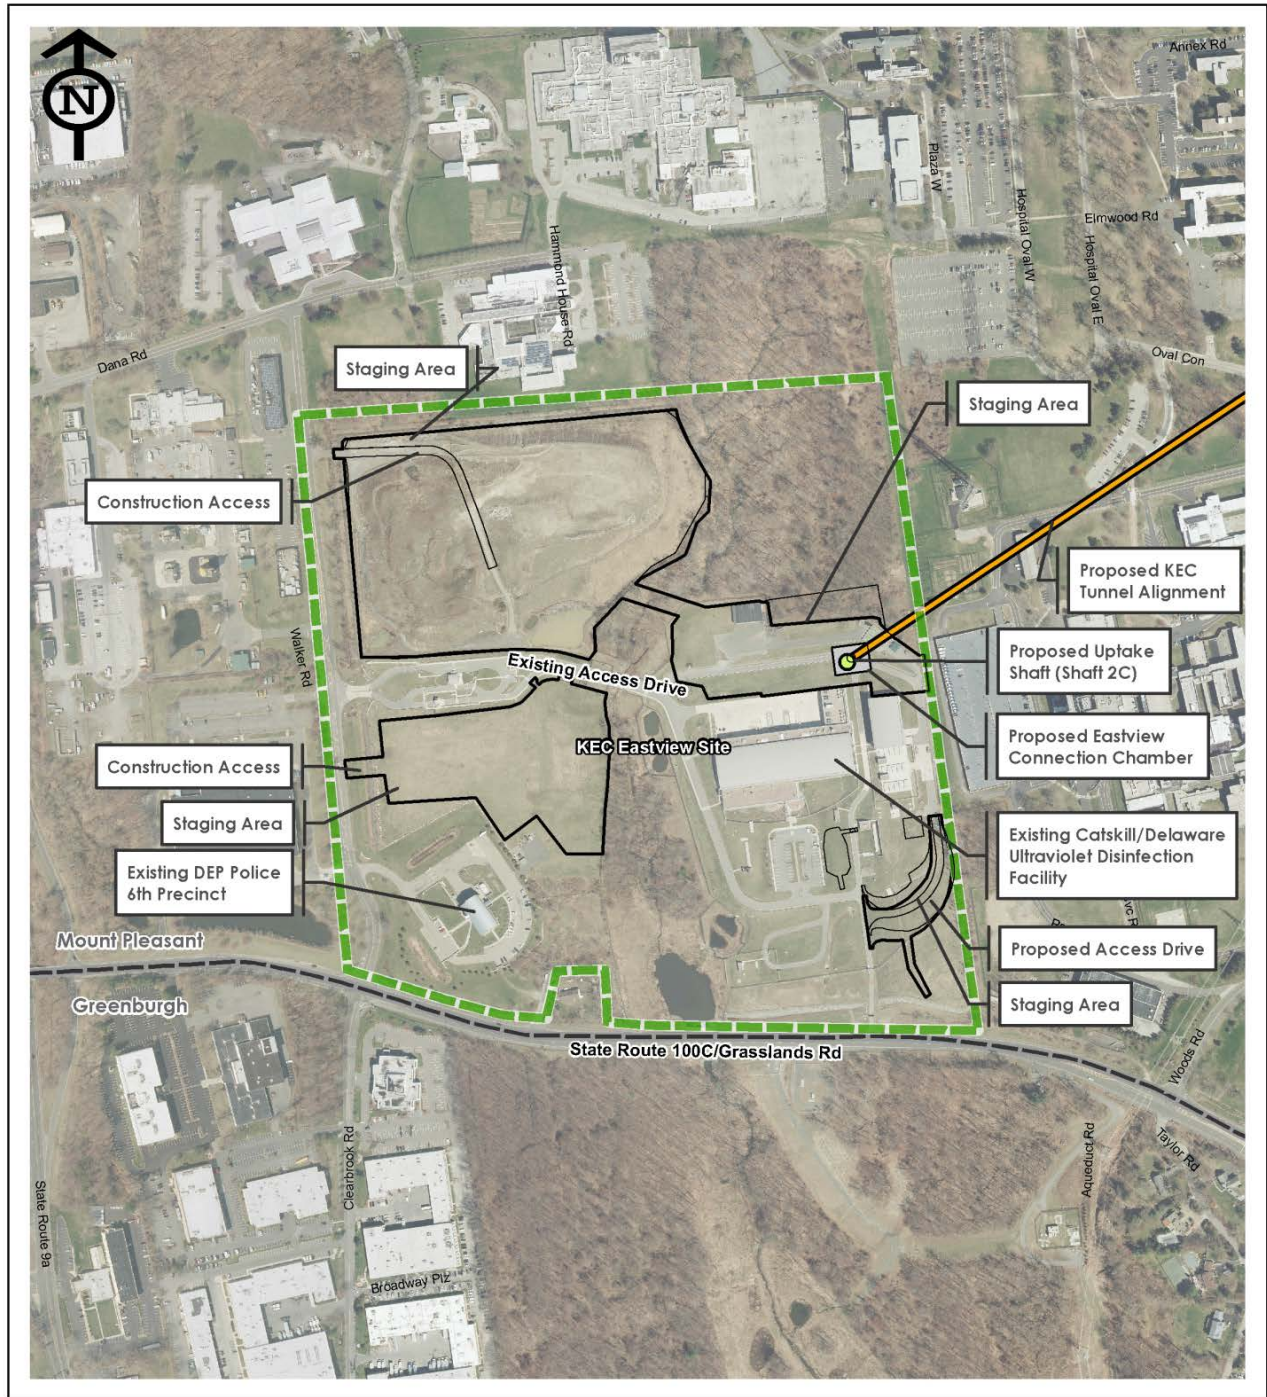 N
Annex Rd
Plaza W
Hospital Oval W
Elmwood Rd
Hospital Oval E
Hammond House Rd
Oval Con
Dana Rd
Staging Area
Staging Area
Construction Access
Proposed KEC
Tunnel Alignment
Walker Rd
Existing Access Drive
Proposed Uptake
Shaft (Shaft 2C)
KEC Eastview Site
Proposed Eastview
Connection Chamber
Construction Access
Staging Area
Existing Catskill/Delaware
Ultraviolet Disinfection
Facility
Existing DEP Police
6th Precinct
Mount Pleasant
Proposed Access Drive
Greenburgh
Staging Area
State Route 100C/Grasslands Rd
Woods Rd
Clearbrook Rd
Aqueduct Rd
Taylor Rd
State Route 9a
Broadway Plz